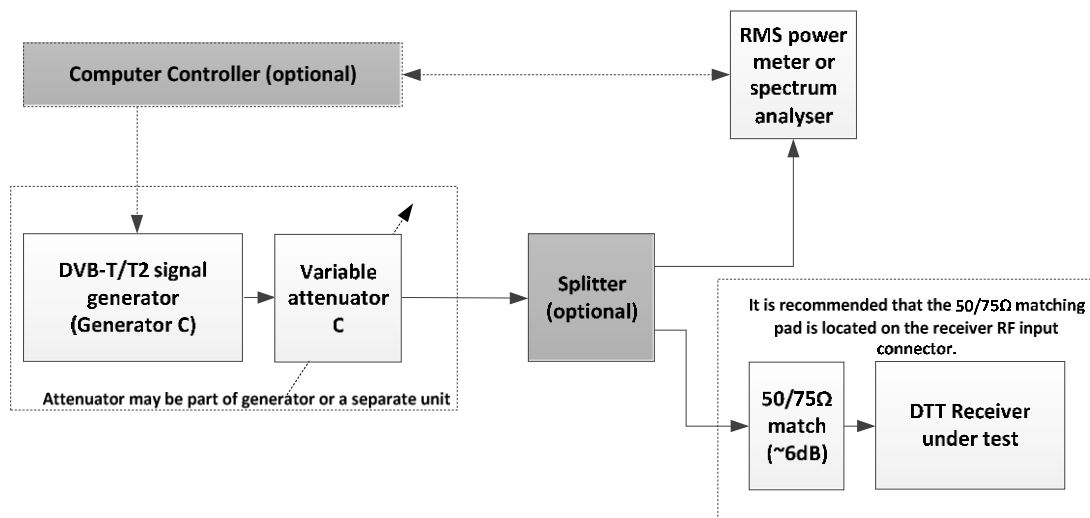 Computer Controller (optional)
RMS power
meter or
spectrum
analyser
DVB-T/T2 signal
generator
(Generator C)
Variable
attenuator
C
Attenuator may be part of generator or a separate unit
Splitter
(optional)
It is recommended that the 50/75Ω matching
pad is located on the receiver RF input
connector.
50/75Ω
match
(~6dB)
DTT Receiver
under test